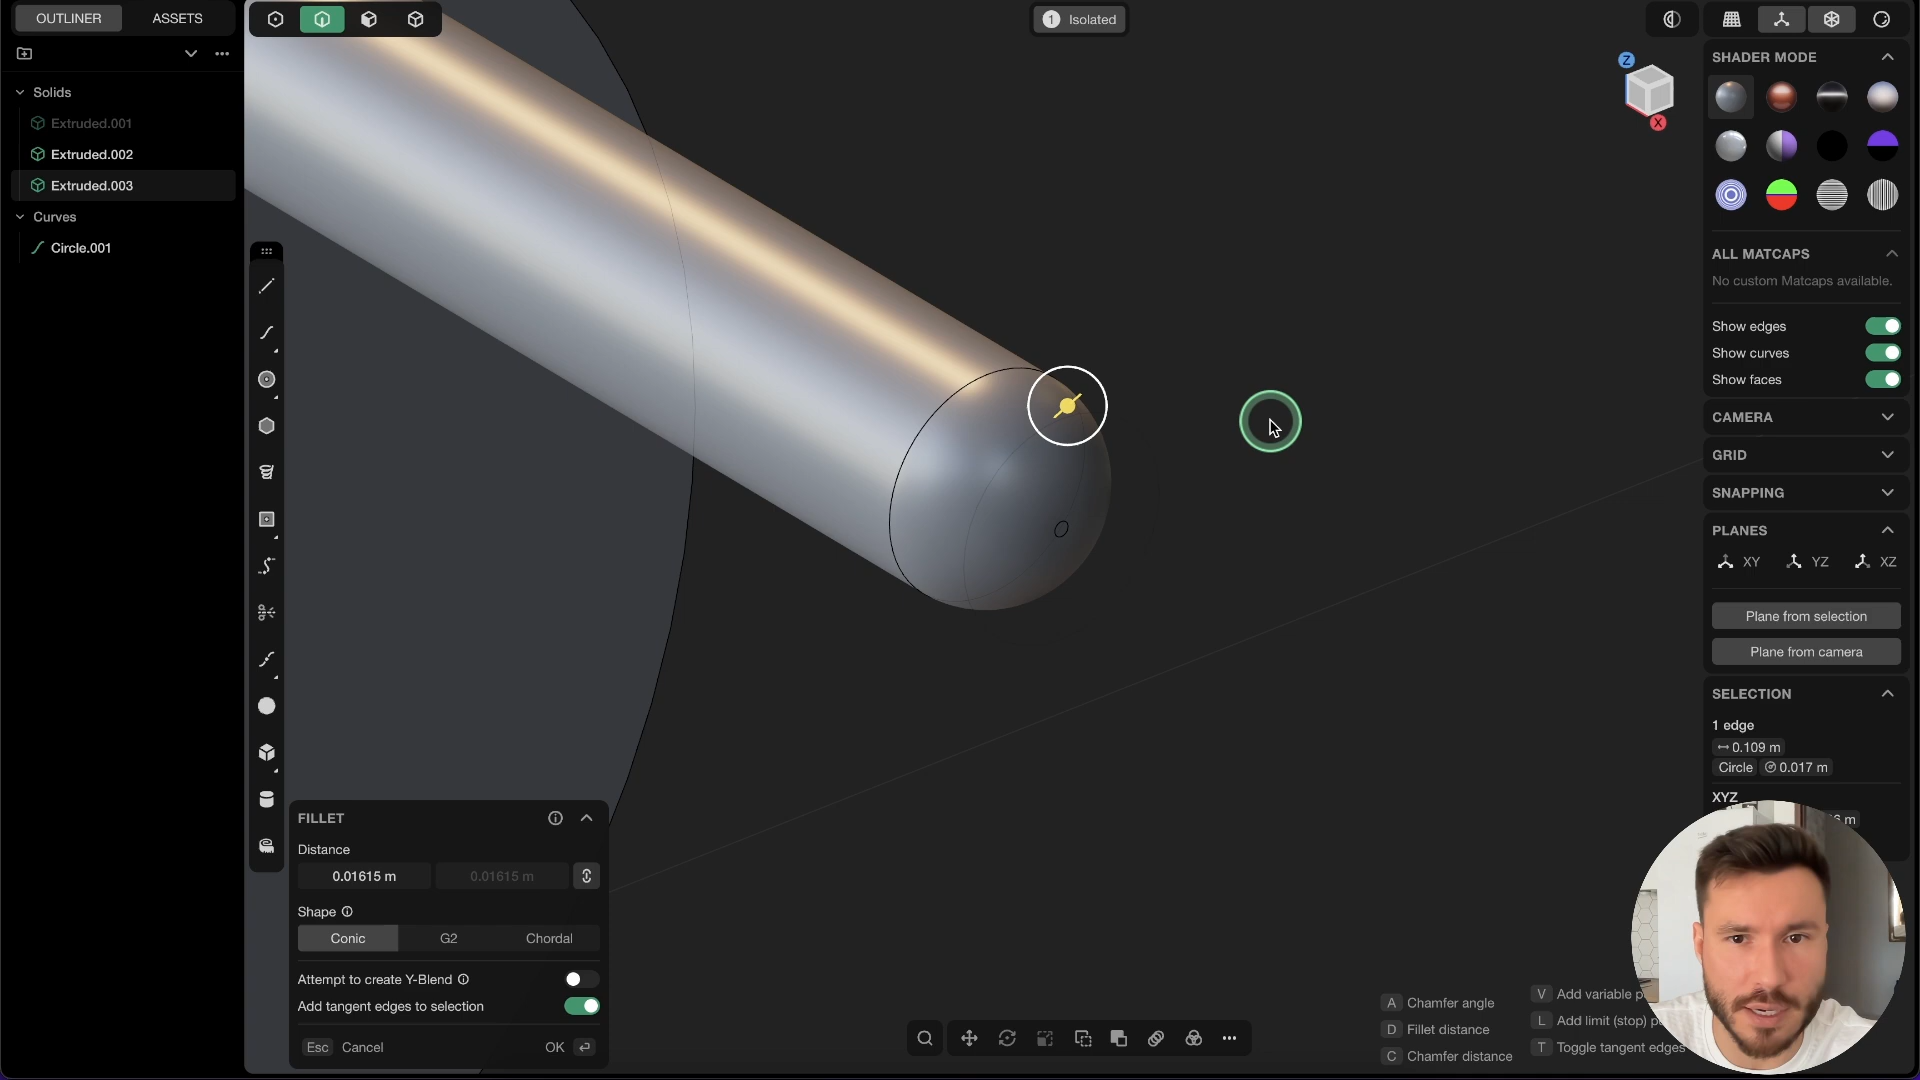 OUTLINER
ASSETS
Solids
Extruded.001
Extruded.002
Extruded.003
Curves
Circle.001
1 Isolated
Z
X
SHADER MODE
ALL MATCAPS
No custom Matcaps available.
Show edges
Show curves
Show faces
CAMERA
GRID
SNAPPING
PLANES
XY
YZ
XZ
Plane from selection
Plane from camera
SELECTION
1 edge
0.109 m
Circle 0.017 m
XYZ
FILLET
Distance
0.01615 m 0.01615 m
Shape
Conic G2 Chordal
Attempt to create Y-Blend
Add tangent edges to selection
Esc Cancel OK
A Chamfer angle
D Fillet distance
C Chamfer distance
V Add variable
L Add limit (stop)
T Toggle tangent edges